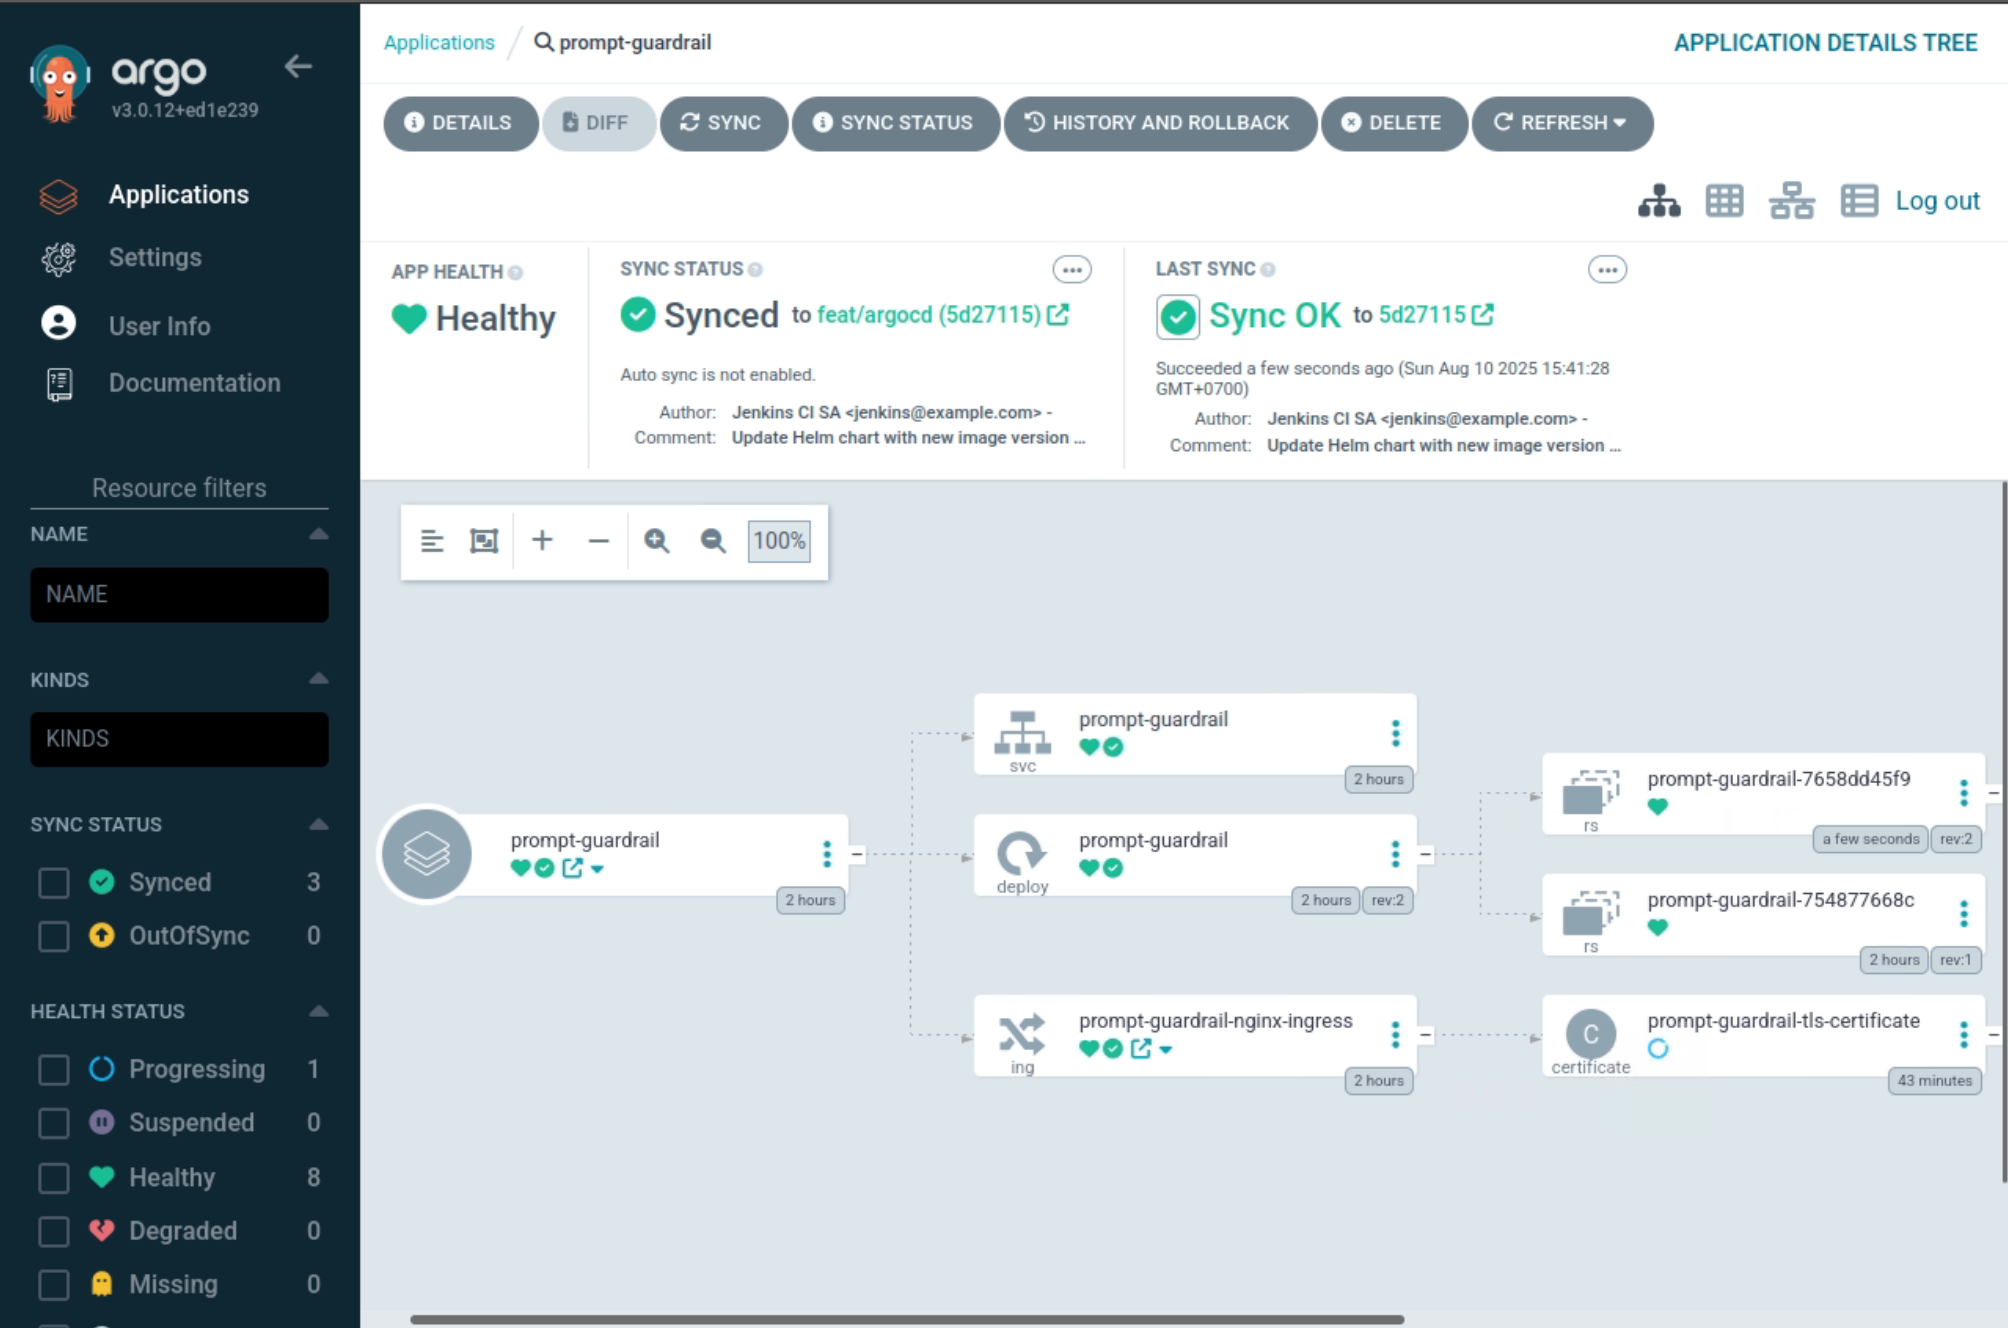 argo
v3.0.12+ed1e239
Applications
Settings
User Info
Documentation
Resource filters
NAME
NAME
KINDS
KINDS
SYNC STATUS
Synced 3
OutOfSync 0
HEALTH STATUS
Progressing 1
Suspended 0
Healthy 8
Degraded 0
Missing 0
Applications / prompt-guardrail
APPLICATION DETAILS TREE
DETAILS DIFF SYNC SYNC STATUS HISTORY AND ROLLBACK DELETE REFRESH
Log out
APP HEALTH
Healthy
SYNC STATUS
Synced to feat/argocd (5d27115)
Auto sync is not enabled.
Author: Jenkins CI SA <jenkins@example.com> -
Comment: Update Helm chart with new image version ...
LAST SYNC
Sync OK to 5d27115
Succeeded a few seconds ago (Sun Aug 10 2025 15:41:28
GMT+0700)
Author: Jenkins CI SA <jenkins@example.com> -
Comment: Update Helm chart with new image version ...
100%
prompt-guardrail
2 hours
prompt-guardrail
svc
2 hours
prompt-guardrail
deploy
2 hours rev:2
prompt-guardrail-nginx-ingress
ing
2 hours
prompt-guardrail-7658dd45f9
rs
a few seconds rev:2
prompt-guardrail-754877668c
rs
2 hours rev:1
C
prompt-guardrail-tls-certificate
certificate
43 minutes